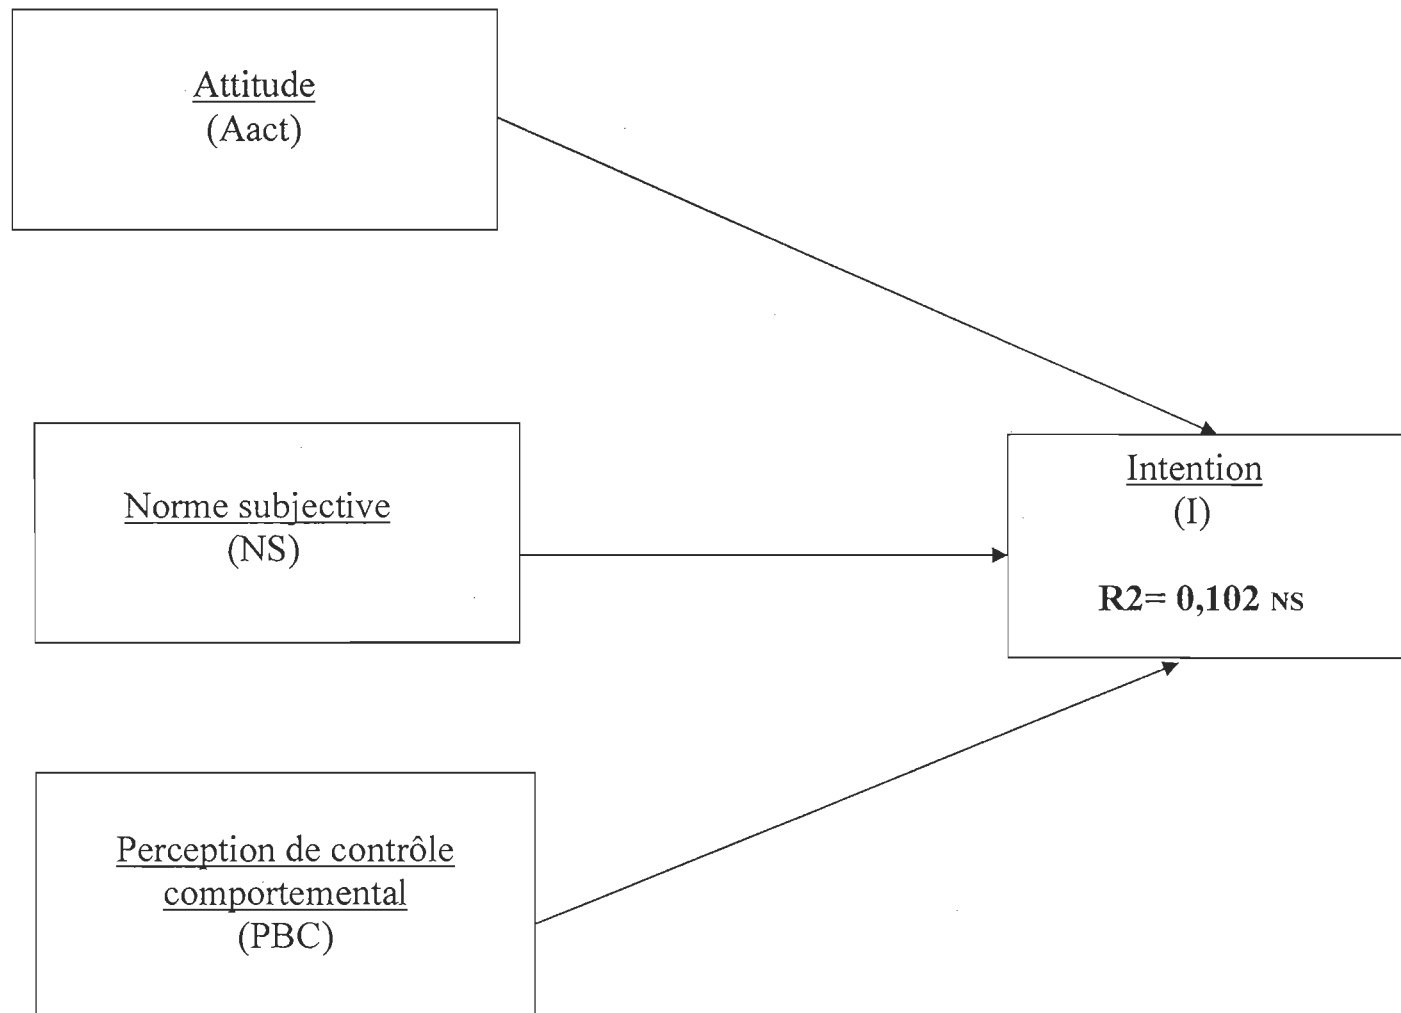 Attitude
(Aact)
Norme subjective
(NS)
Intention
(I)
R2= 0,102 NS
Perception de contrôle
comportemental
(PBC)